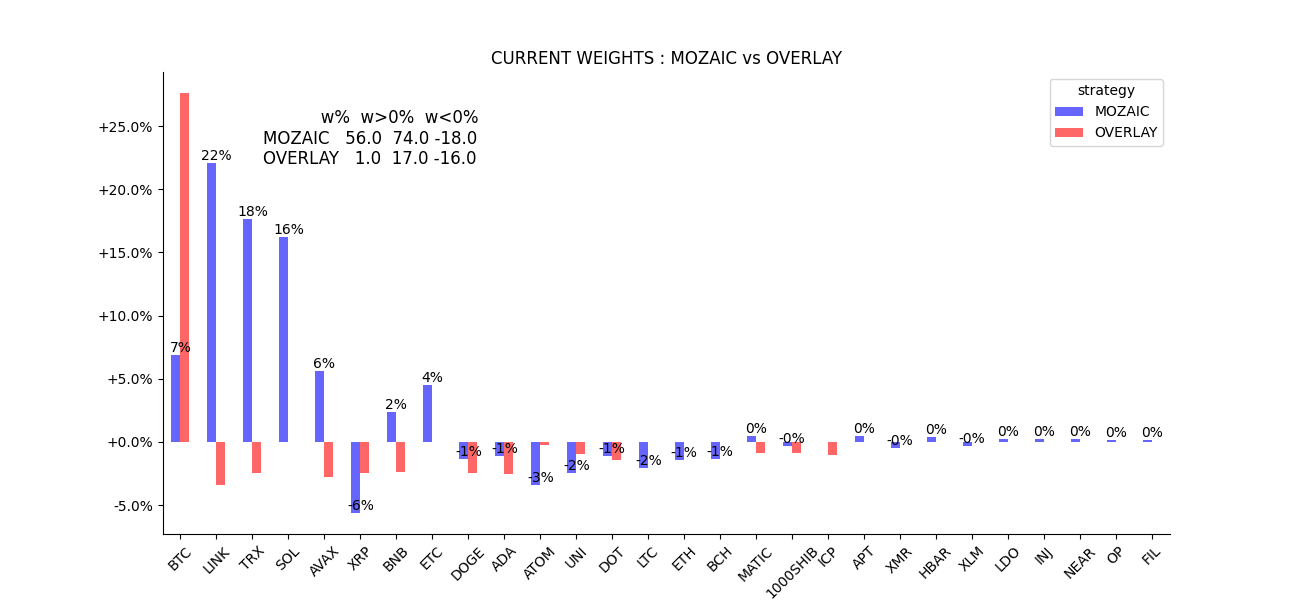 CURRENT WEIGHTS : MOZAIC vs OVERLAY
strategy
MOZAIC
OVERLAY
w% w>0% w<0%
MOZAIC 56.0 74.0 -18.0
OVERLAY 1.0 17.0 -16.0
+25.0%
+20.0%
+15.0%
+10.0%
+5.0%
+0.0%
-5.0%
7%
22%
18%
16%
6%
-6%
2%
4%
-1%
-1%
-3%
-2%
-1%
-2%
-1%
-1%
0%
-0%
0%
-0%
0%
-0%
0%
0%
0%
0%
0%
BTC
LINK
TRX
SOL
AVAX
XRP
BNB
ETC
DOGE
ADA
ATOM
UNI
DOT
LTC
ETH
BCH
MATIC
1000SHIB
ICP
APT
XMR
HBAR
XLM
LDO
INJ
NEAR
OP
FIL